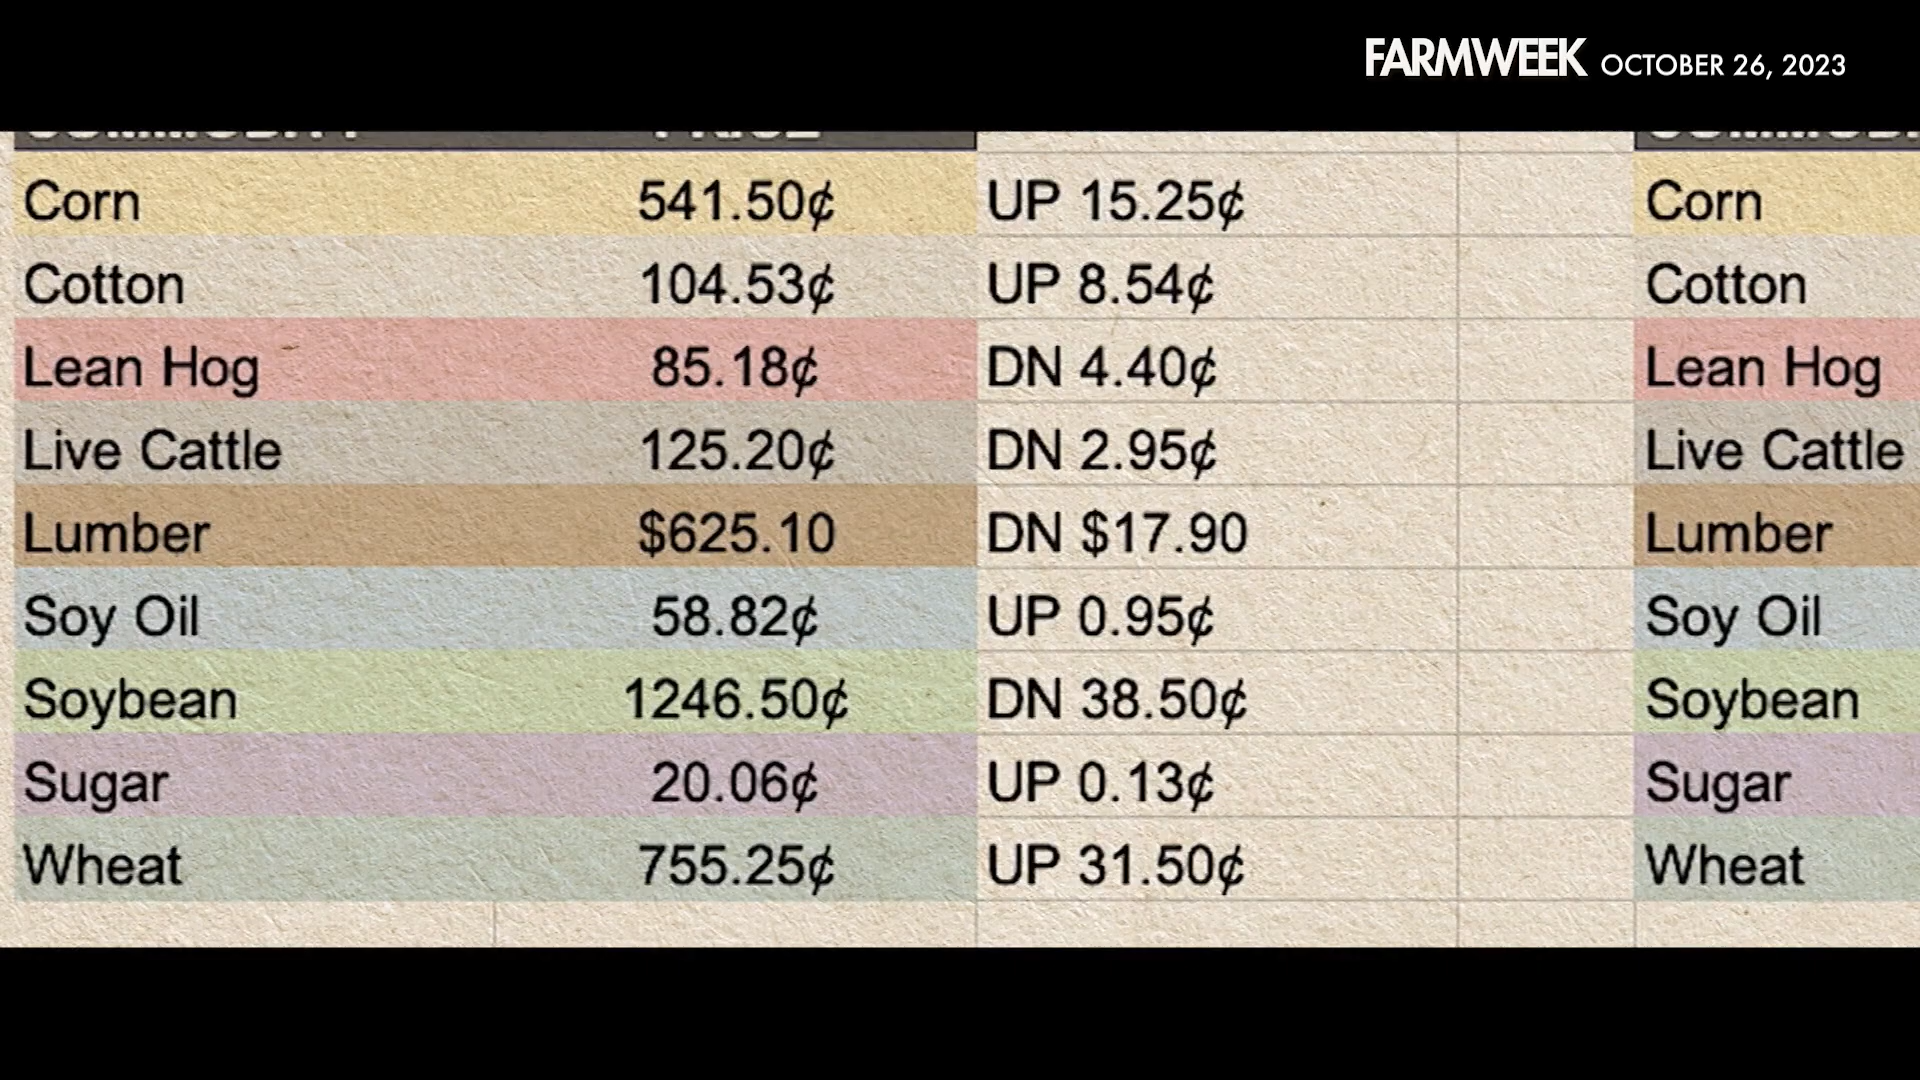 FARMWEEK OCTOBER 26, 2023
COMMODITY PRICE
Corn 541.50¢ UP 15.25¢ Corn
Cotton 104.53¢ UP 8.54¢ Cotton
Lean Hog 85.18¢ DN 4.40¢ Lean Hog
Live Cattle 125.20¢ DN 2.95¢ Live Cattle
Lumber $625.10 DN $17.90 Lumber
Soy Oil 58.82¢ UP 0.95¢ Soy Oil
Soybean 1246.50¢ DN 38.50¢ Soybean
Sugar 20.06¢ UP 0.13¢ Sugar
Wheat 755.25¢ UP 31.50¢ Wheat